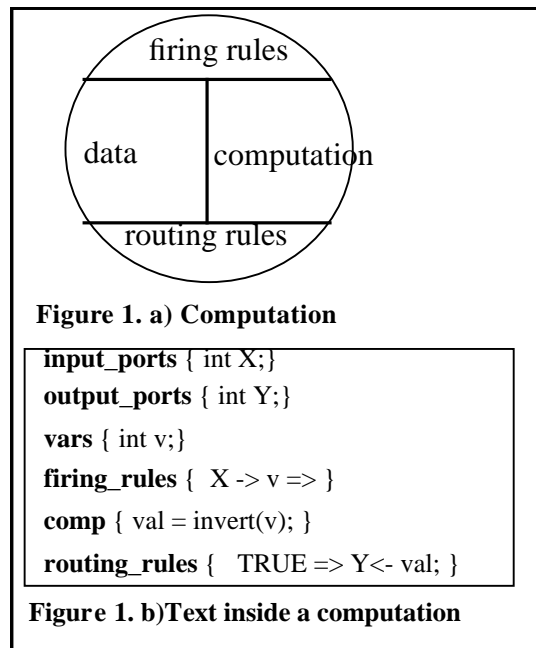 firing rules
data computation
routing rules
Figure 1. a) Computation
input_ports { int X;}
output_ports { int Y;}
vars { int v;}
firing_rules { X -> v => }
comp { val = invert(v); }
routing_rules { TRUE => Y<- val; }
Figure 1. b)Text inside a computation